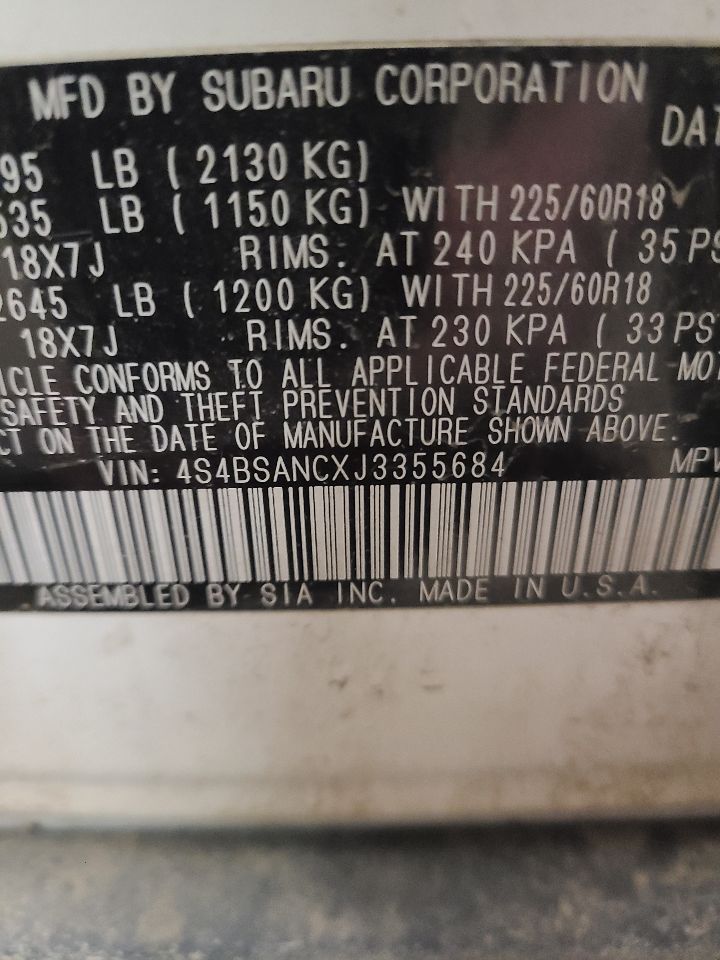 MFD BY SUBARU CORPORATION
DAT
95 LB ( 2130 KG)
535 LB ( 1150 KG) WITH 225/60R18
18X7J RIMS. AT 240 KPA ( 35 PS
2645 LB ( 1200 KG) WITH 225/60R18
18X7J RIMS. AT 230 KPA ( 33 PS
ICLE CONFORMS TO ALL APPLICABLE FEDERAL MOT
SAFETY AND THEFT PREVENTION STANDARDS
CT ON THE DATE OF MANUFACTURE SHOWN ABOVE.
VIN: 4S4BSANCXJ3355684 MPV
ASSEMBLED BY SIA INC. MADE IN U.S.A.